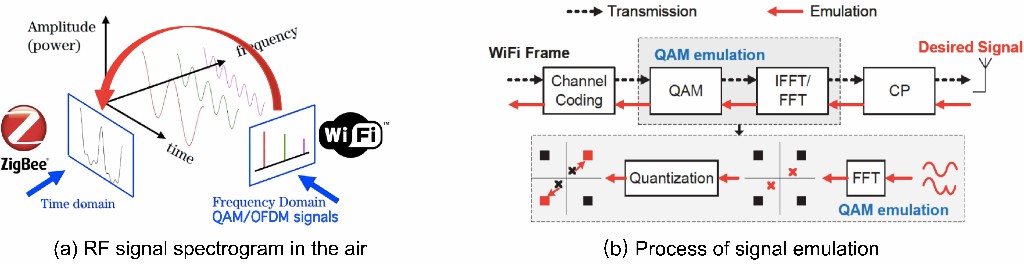 Amplitude
(power)
frequency
time
Z
ZigBee®
WiFi™
Time domain
Frequency Domain
QAM/OFDM signals
(a) RF signal spectrogram in the air
Transmission
Emulation
WiFi Frame
QAM emulation
Desired Signal
Channel
Coding
QAM
IFFT/
FFT
CP
Quantization
FFT
QAM emulation
(b) Process of signal emulation